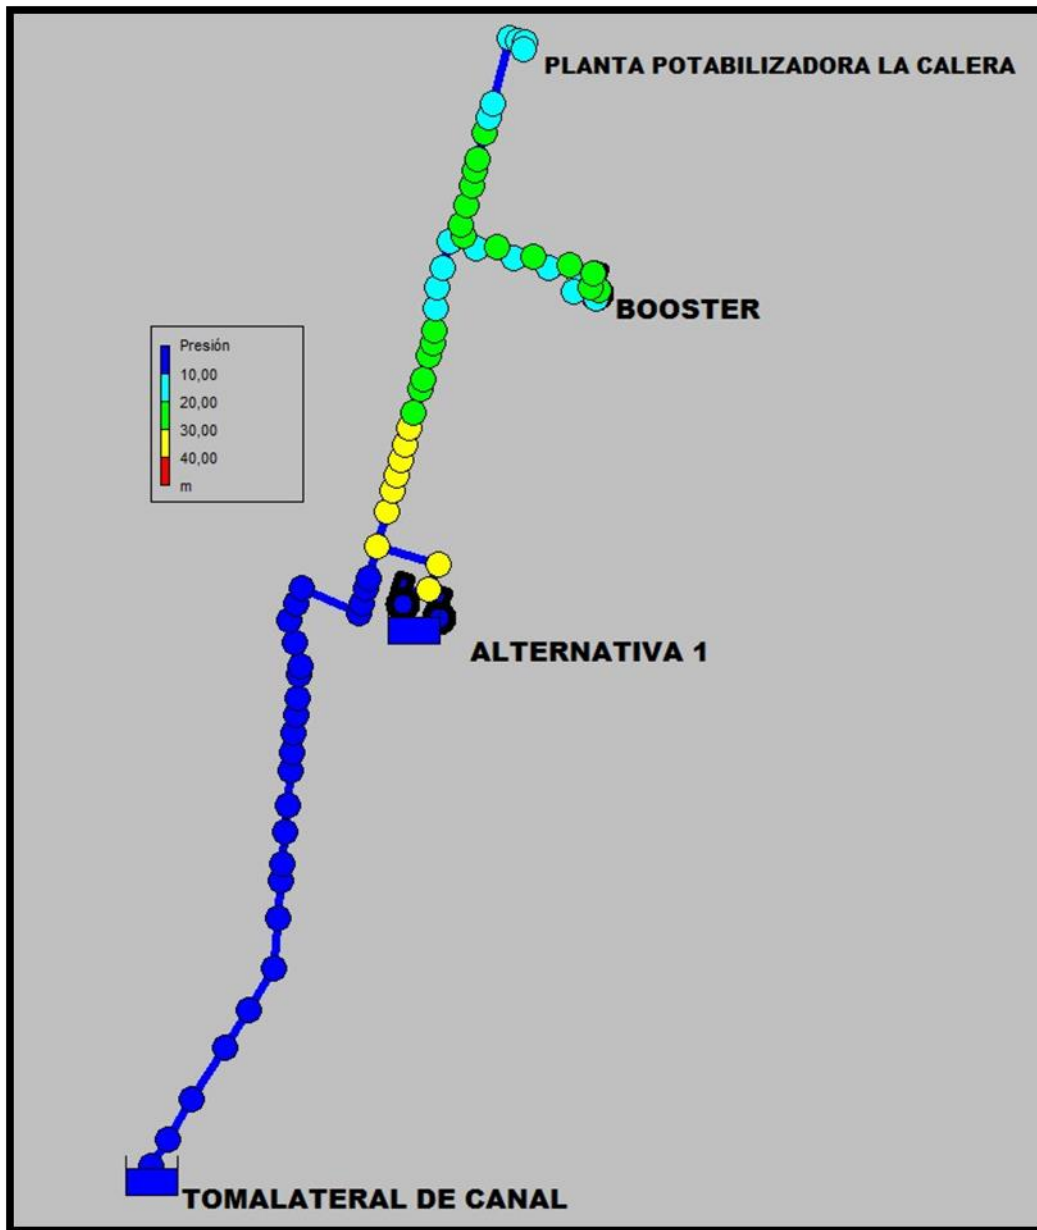 PLANTA POTABILIZADORA LA CALERA
BOOSTER
Presión
10,00
20,00
30,00
40,00
m
ALTERNATIVA 1
TOMALATERAL DE CANAL